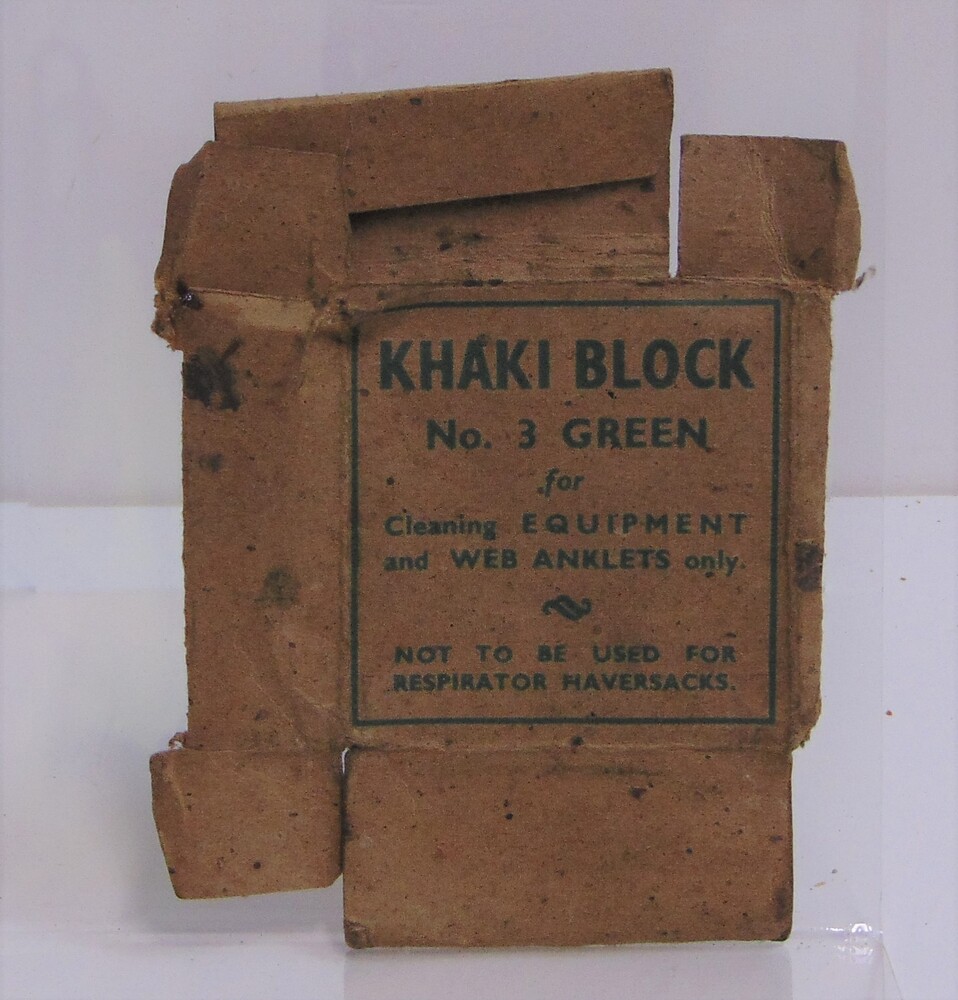 KHAKI BLOCK
No. 3 GREEN
for
Cleaning EQUIPMENT
and WEB ANKLETS only.
NOT TO BE USED FOR
RESPIRATOR HAVERSACKS.